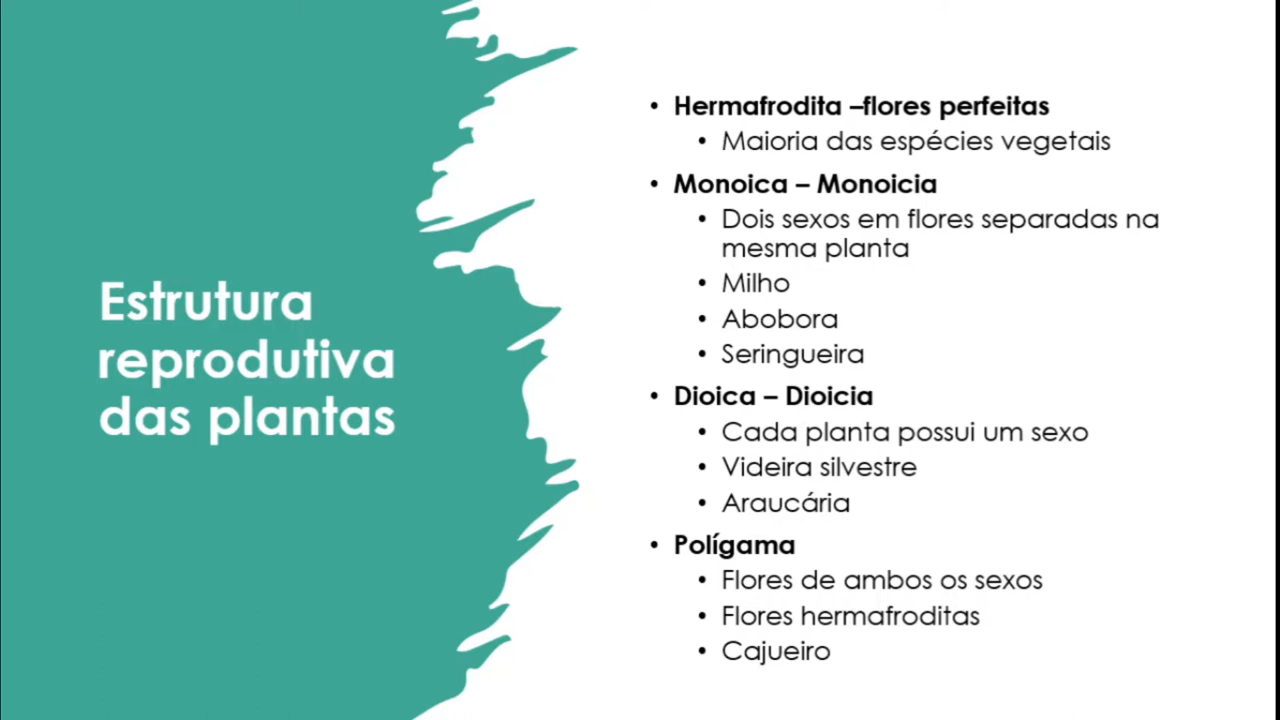 Estrutura
reprodutiva
das plantas
• Hermafrodita –flores perfeitas
• Maioria das espécies vegetais
• Monoica – Monoicia
• Dois sexos em flores separadas na
mesma planta
• Milho
• Abobora
• Seringueira
• Dioica – Dioicia
• Cada planta possui um sexo
• Videira silvestre
• Araucária
• Polígama
• Flores de ambos os sexos
• Flores hermafroditas
• Cajueiro